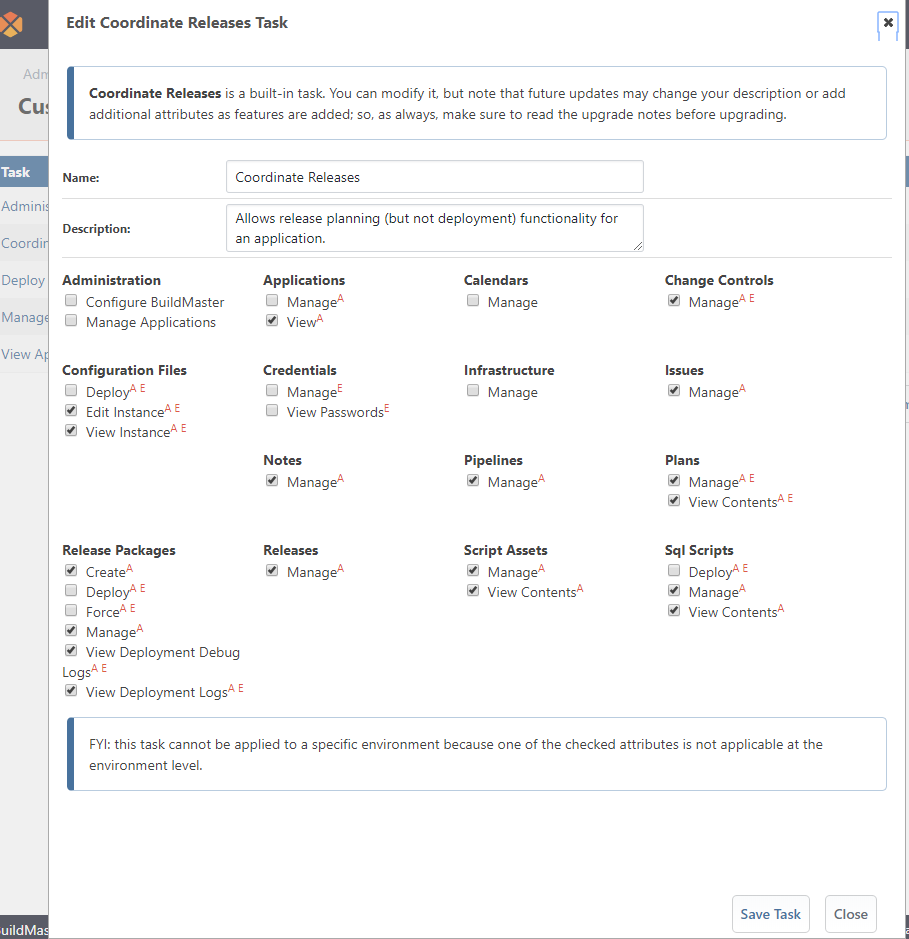 Edit Coordinate Releases Task
Coordinate Releases is a built-in task. You can modify it, but note that future updates may change your description or add
additional attributes as features are added; so, as always, make sure to read the upgrade notes before upgrading.
Task
Name:
Coordinate Releases
Description:
Allows release planning (but not deployment) functionality for
an application.
Deploy
Manage
Administration
Configure BuildMaster
Manage Applications
Applications
Manage A
View A
Calendars
Manage
Change Controls
Manage A E
Configuration Files
Deploy A E
Edit Instance A E
View Instance A E
Credentials
Manage E
View Passwords E
Infrastructure
Manage
Issues
Manage A
Notes
Manage A
Pipelines
Manage A
Plans
Manage A E
View Contents A E
Release Packages
Create A
Deploy A E
Force A E
Manage A
View Deployment Debug
Logs A E
View Deployment Logs A E
Releases
Manage A
Script Assets
Manage A
View Contents A
Sql Scripts
Deploy A E
Manage A
View Contents A
FYI: this task cannot be applied to a specific environment because one of the checked attributes is not applicable at the
environment level.
Save Task
Close